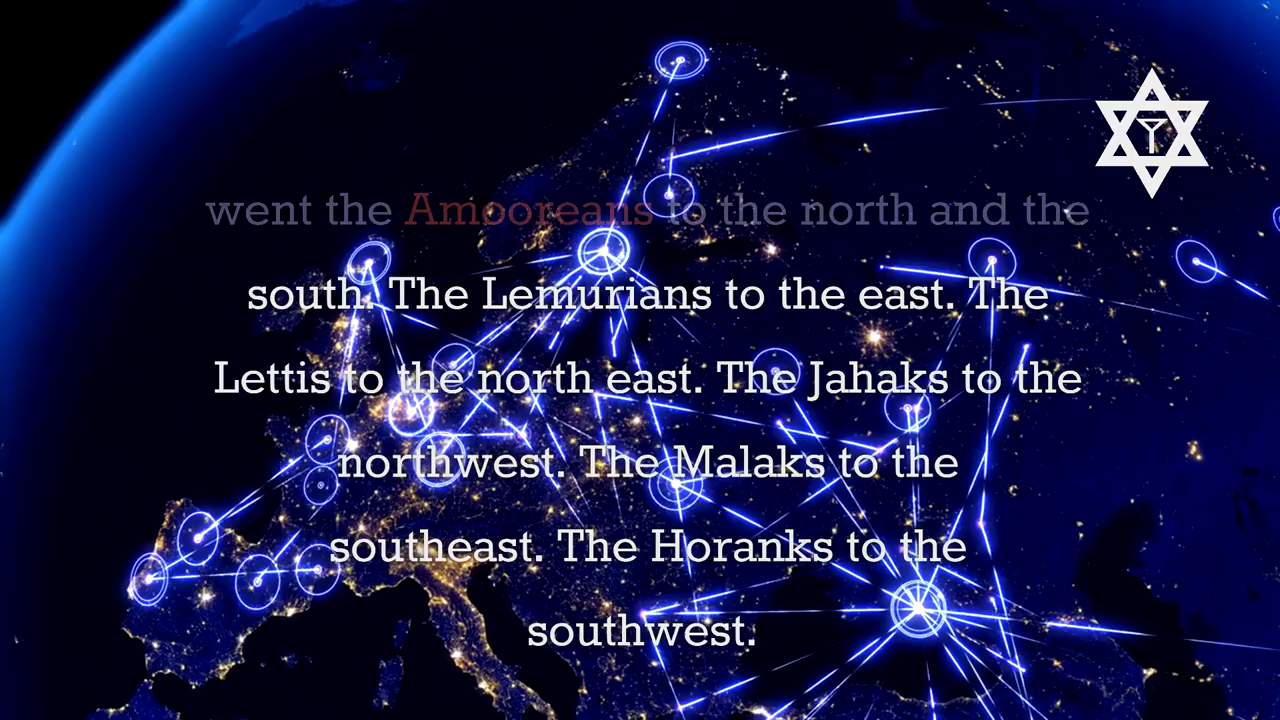 went the Amooreans to the north and the
south. The Lemurians to the east. The
Lettis to the north east. The Jahaks to the
northwest. The Malaks to the
southeast. The Horanks to the
southwest.